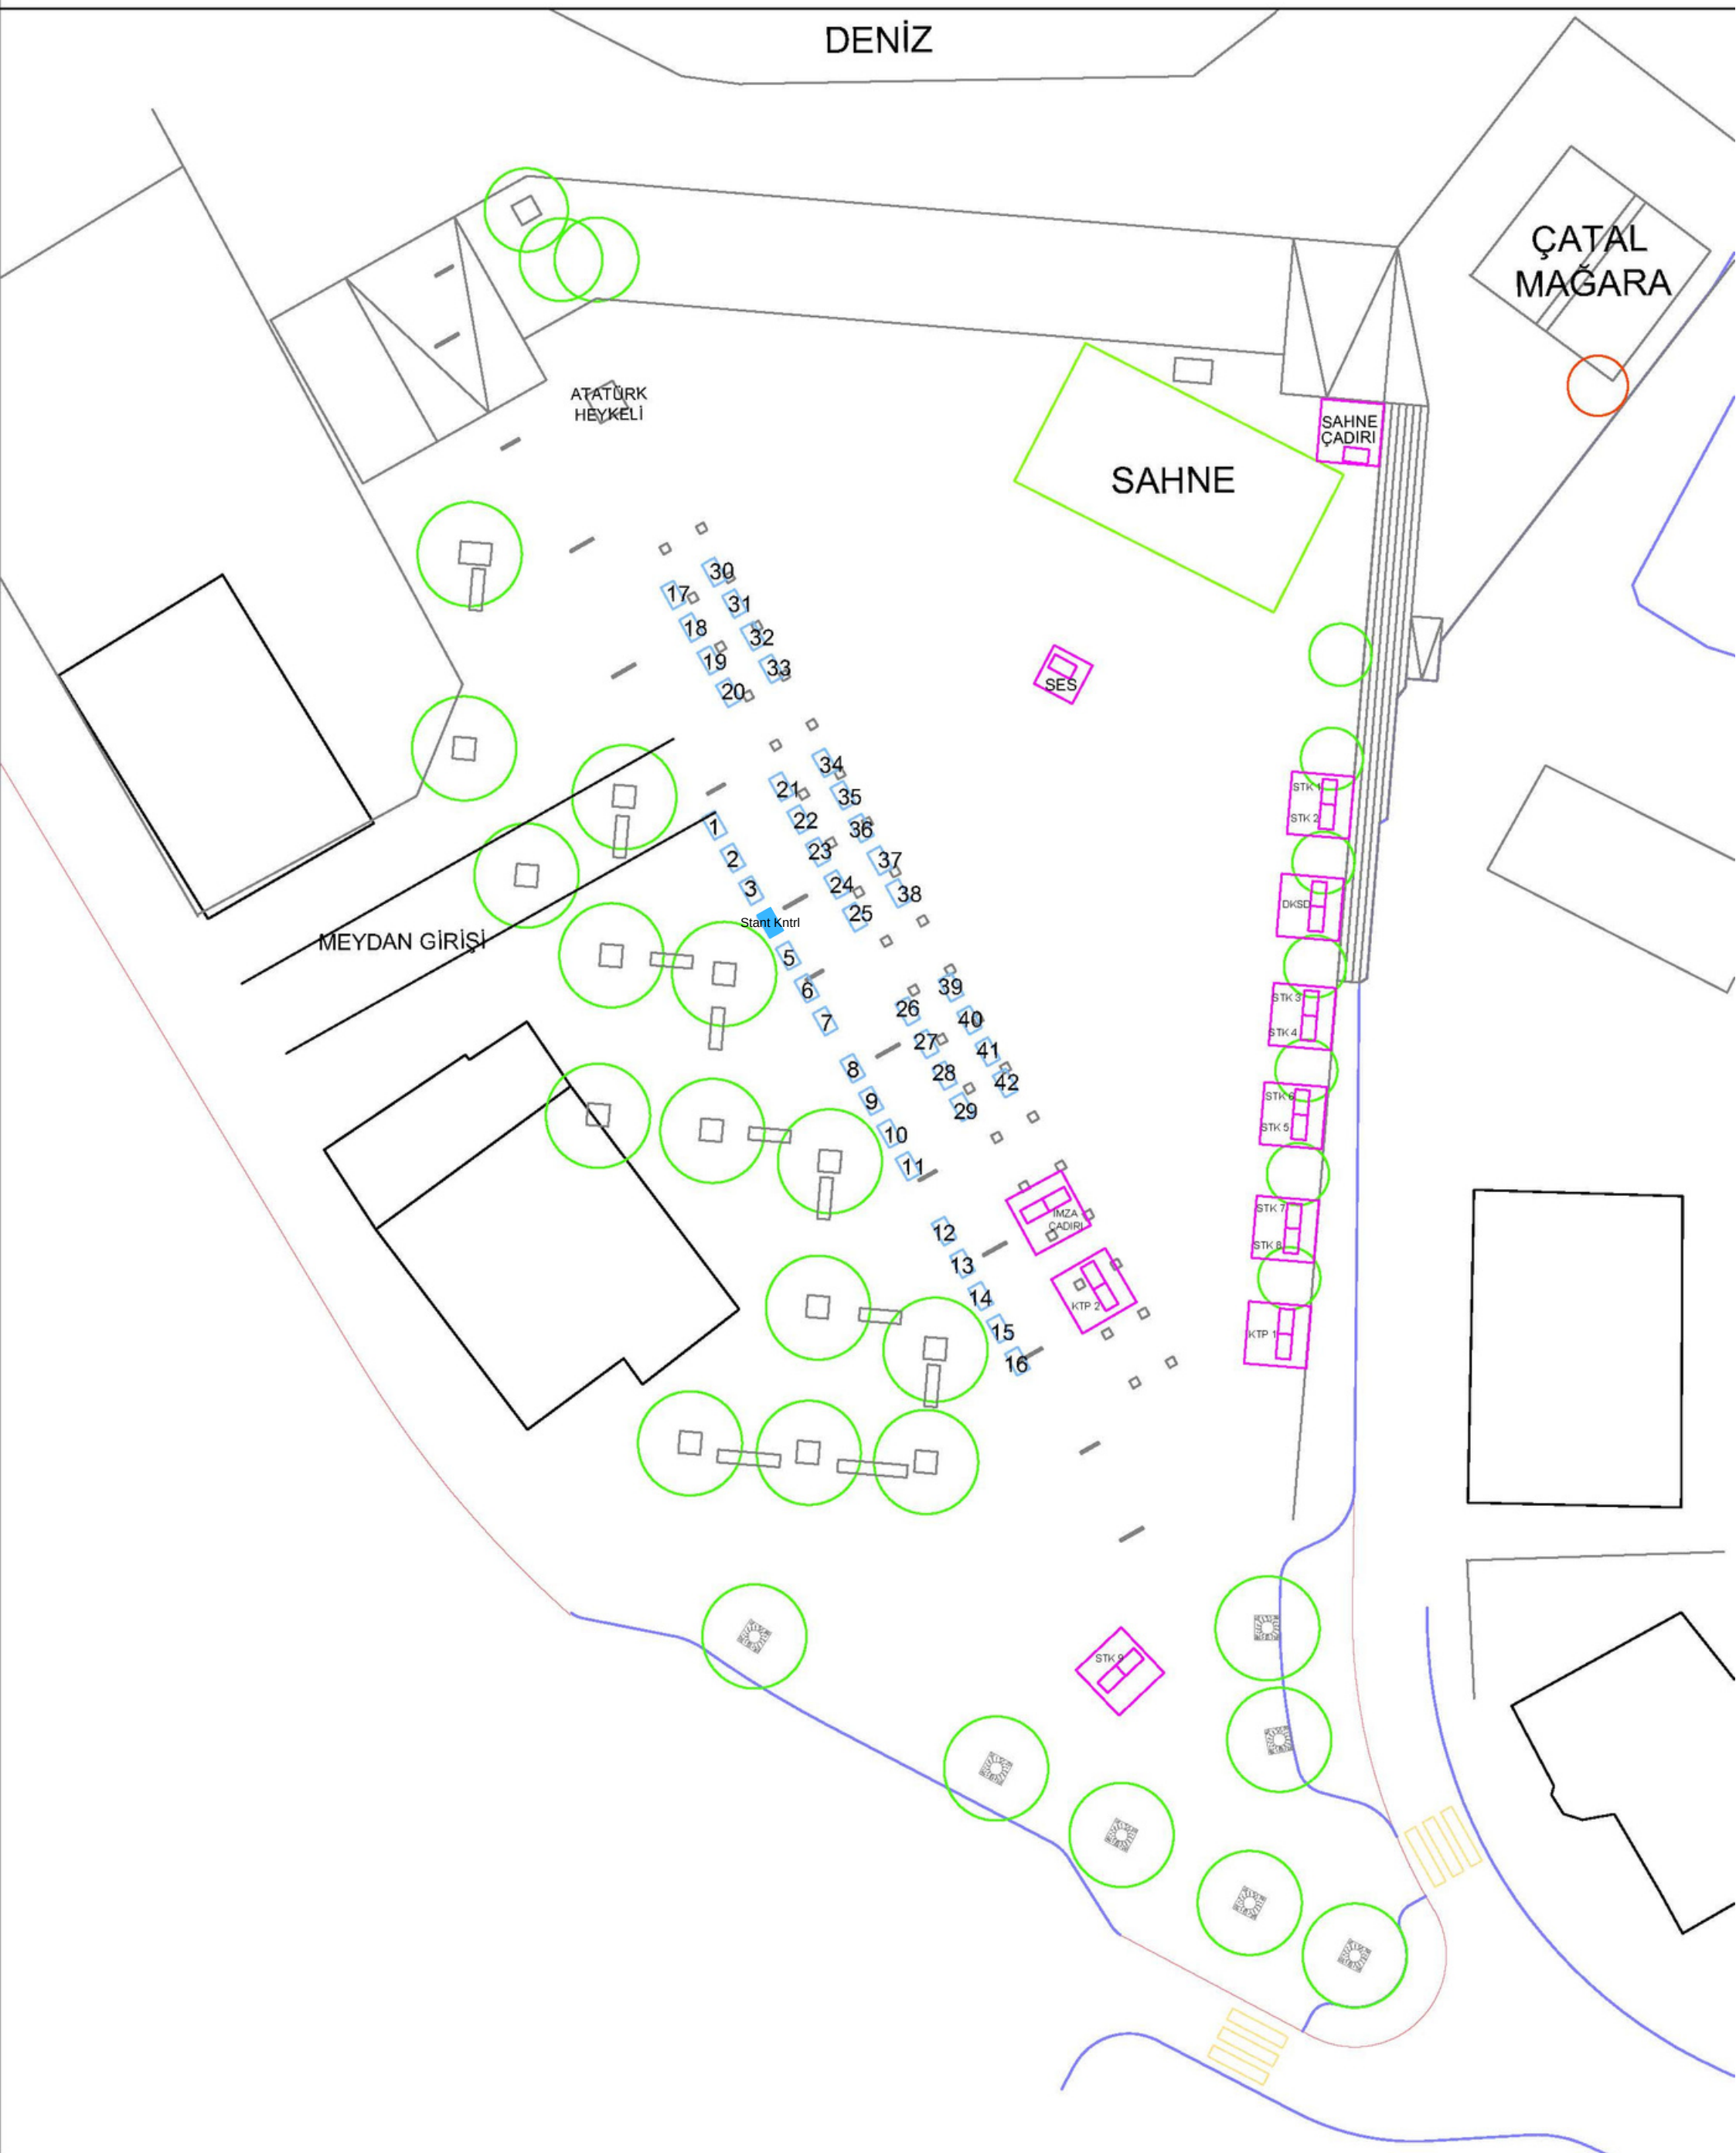 DENİZ
ÇATAL
MAĞARA
ATATÜRK
HEYKELİ
SAHNE
ÇADIRI
SAHNE
30
17
31
18
32
19
33
20
SES
34
21
35
22
36
1
23
37
2
24
38
3
25
Stant Kntrl
MEYDAN GİRİŞİ
5
6
39
26
7
40
27
41
8
28
42
9
29
10
11
12
13
14
15
16
STK 1
STK 2
DKSD
STK 3
STK 4
STK 6
STK 5
İMZA
ÇADIRI
STK 7
STK 8
KTP 2
KTP 1
STK 9